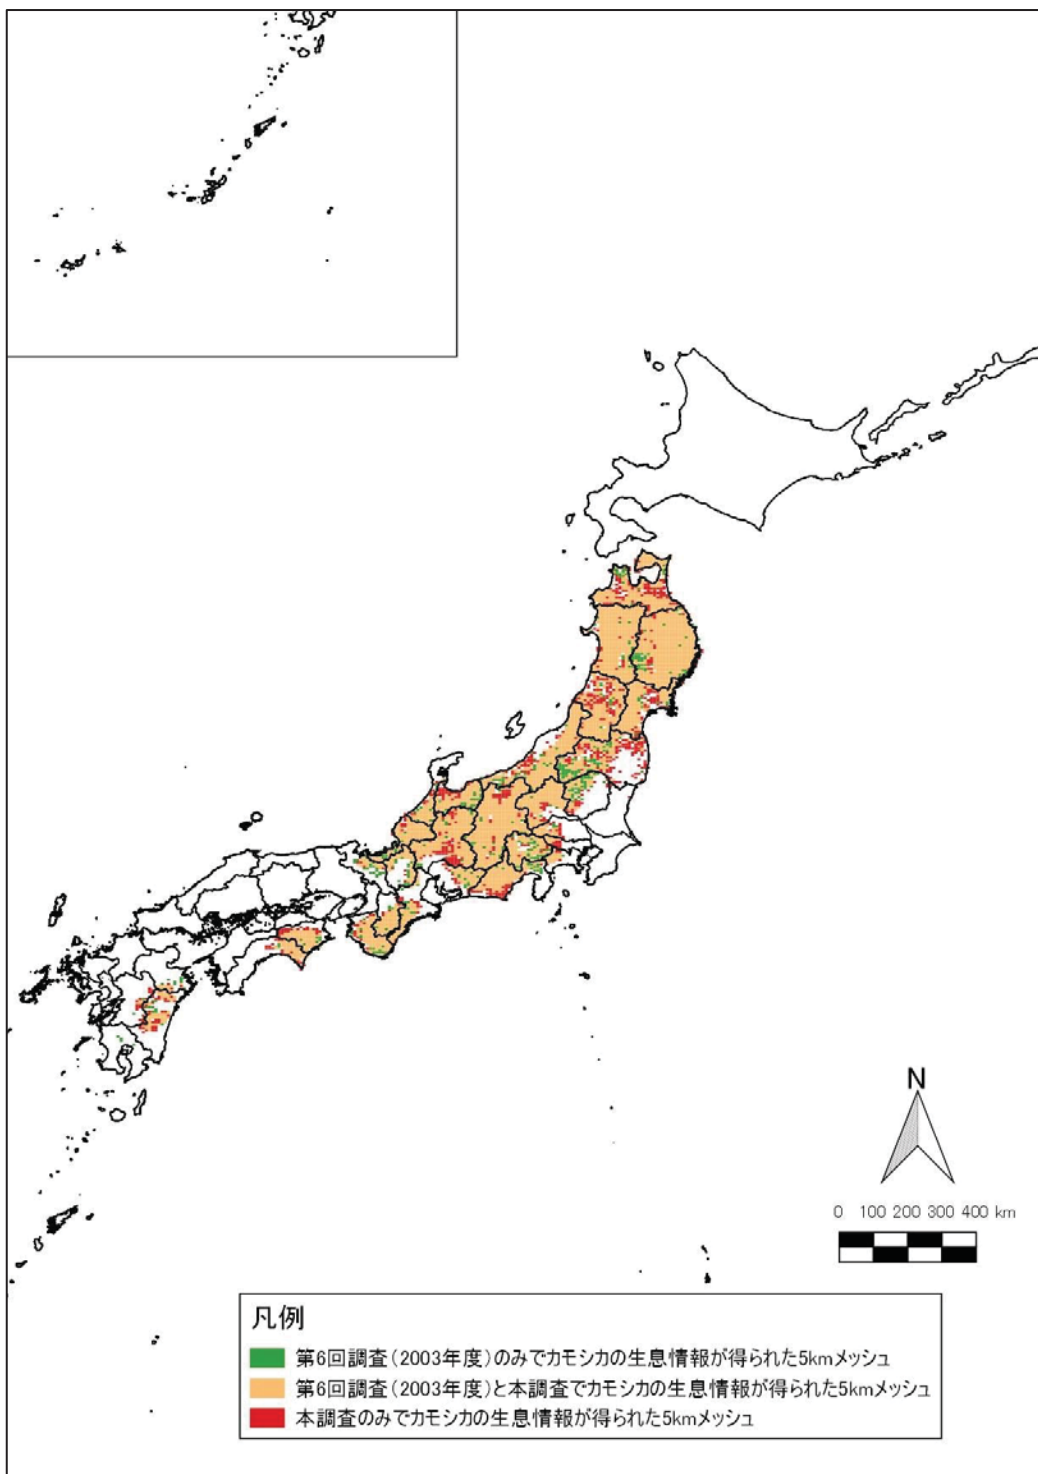 N
0 100 200 300 400 km
凡例
第6回調査(2003年度)のみでカモシカの生息情報が得られた5kmメッシュ
第6回調査(2003年度)と本調査でカモシカの生息情報が得られた5kmメッシュ
本調査のみでカモシカの生息情報が得られた5kmメッシュ